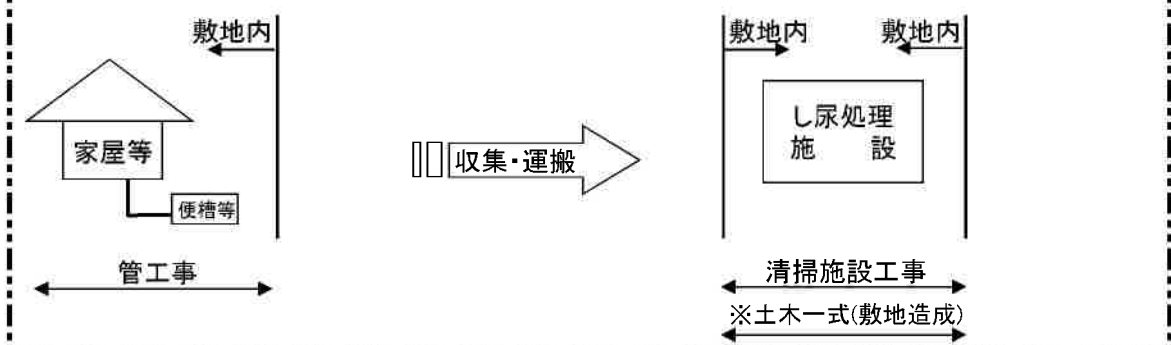 敷地内
家屋等
便槽等
管工事
収集・運搬
敷地内
敷地内
し尿処理
施　設
清掃施設工事
※土木一式(敷地造成)